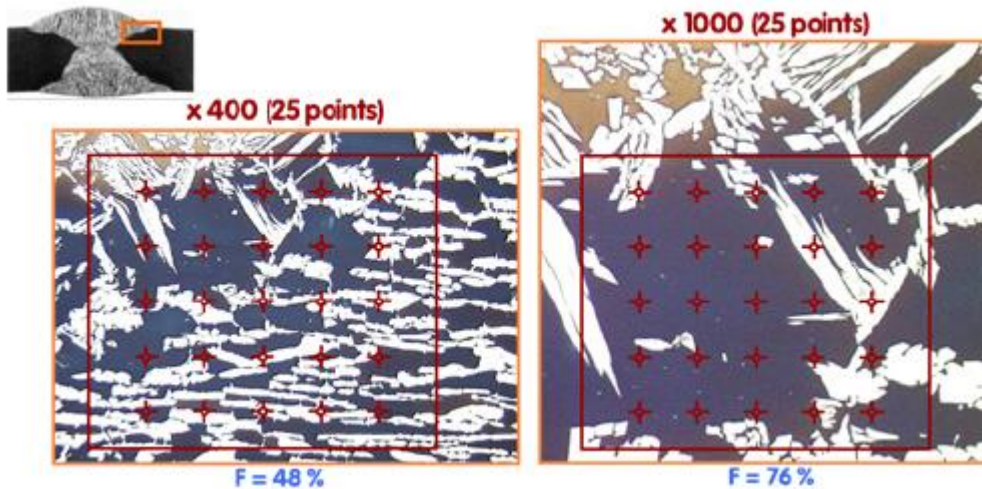 x 1000 (25 points)
x 400 (25 points)
F = 48 %
F = 76 %